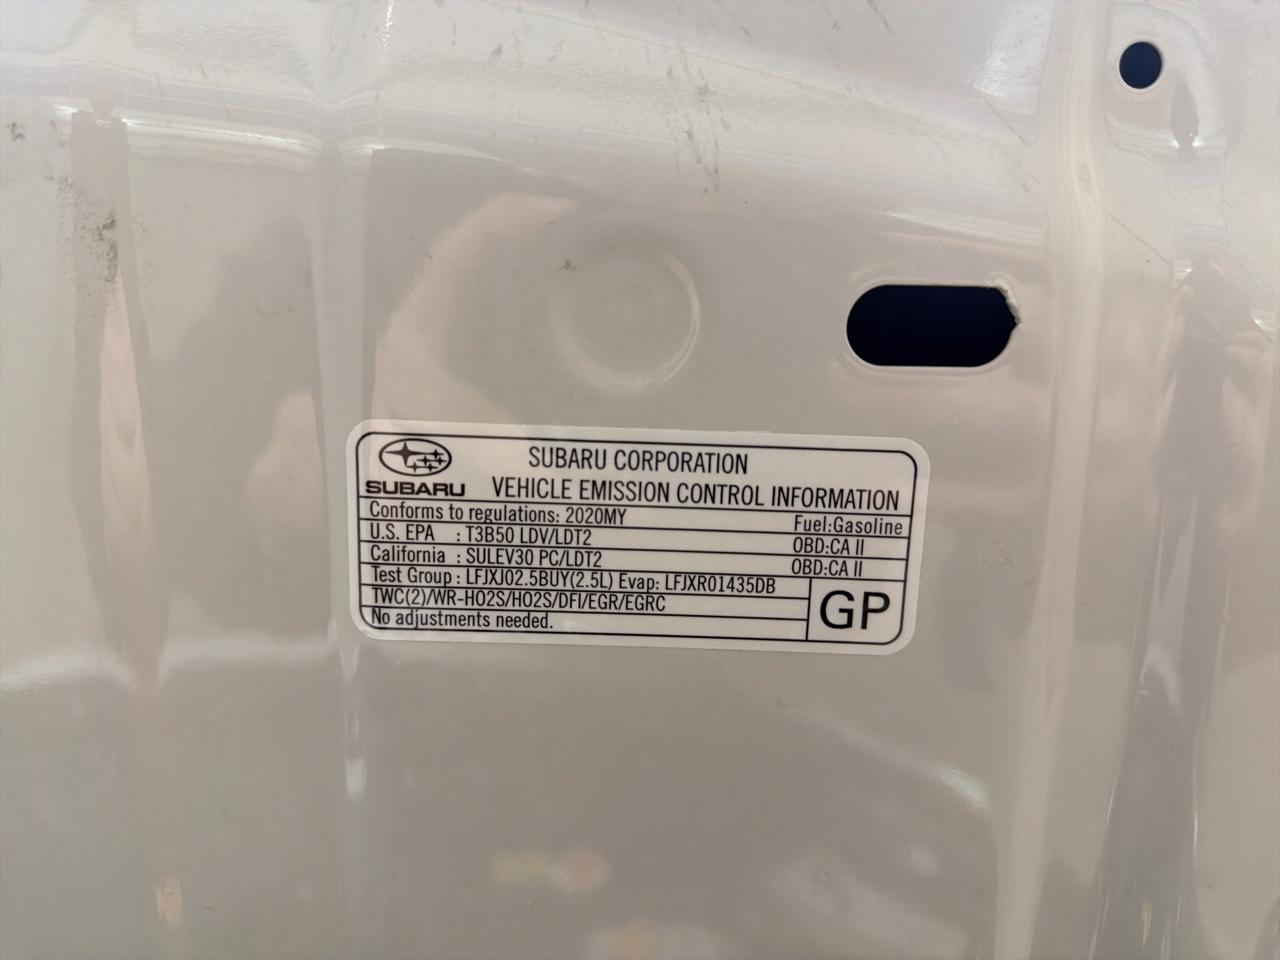 SUBARU CORPORATION
SUBARU VEHICLE EMISSION CONTROL INFORMATION
Conforms to regulations: 2020MY Fuel:Gasoline
U.S. EPA : T3B50 LDV/LDT2 OBD:CA II
California : SULEV30 PC/LDT2 OBD:CA II
Test Group : LFJXJ02.5BUY(2.5L) Evap: LFJXR01435DB
TWC(2)/WR-HO2S/HO2S/DFI/EGR/EGRC
No adjustments needed.
GP